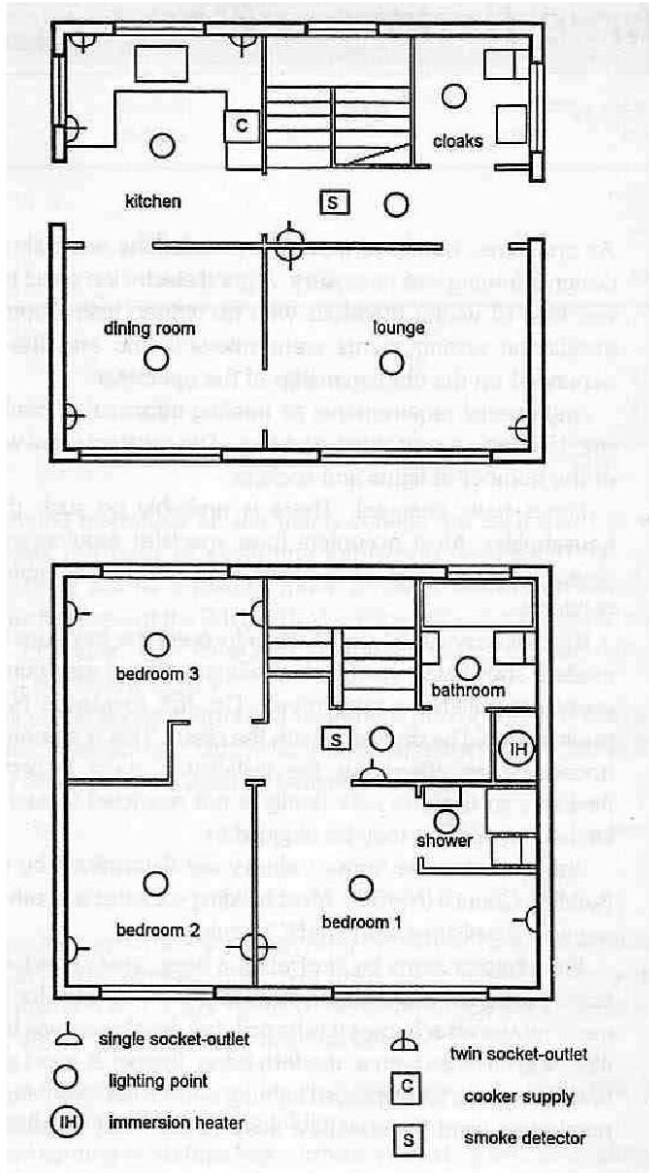 C
cloaks
kitchen
S
dining room
lounge
bedroom 3
bathroom
S
IH
shower
bedroom 2
bedroom 1
single socket-outlet
twin socket-outlet
lighting point
C
cooker supply
IH
immersion heater
S
smoke detector